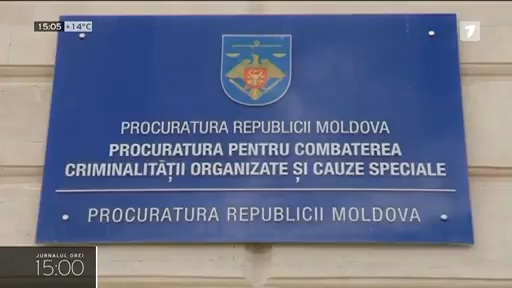 15:05 +14°C
PROCURATURA REPUBLICII MOLDOVA
PROCURATURA PENTRU COMBATEREA
CRIMINALITĂȚII ORGANIZATE ȘI CAUZE SPECIALE
PROCURATURA REPUBLICII MOLDOVA
JURNALUL OREI
15:00